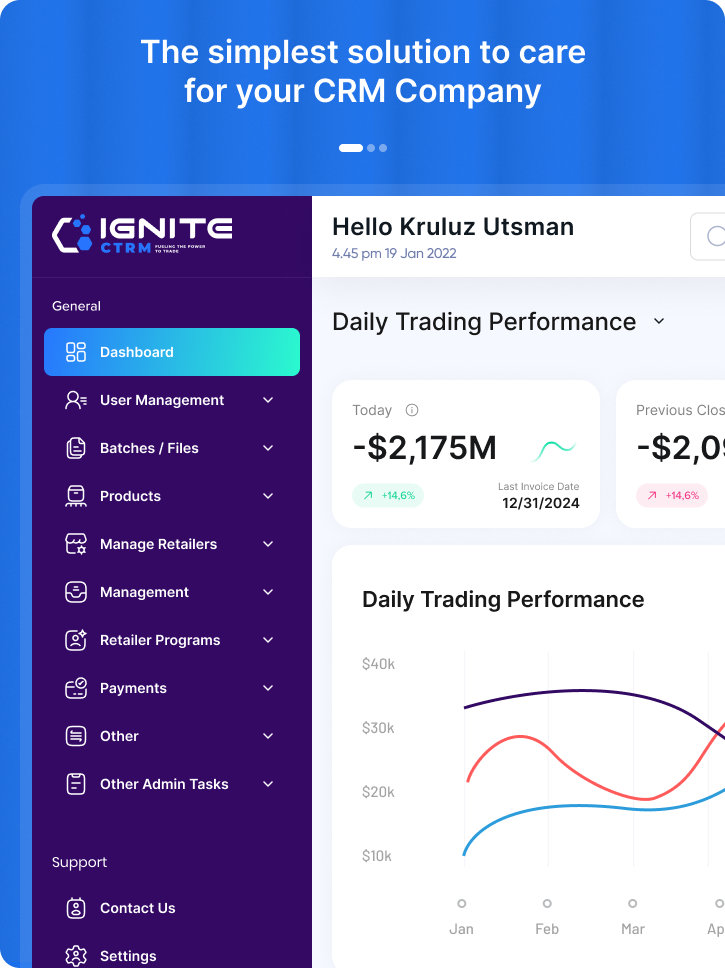 The simplest solution to care
for your CRM Company
IGNITE
CTRM FUELING THE POWER
TO TRADE
Hello Kruluz Utsman
4.45 pm 19 Jan 2022
General
Dashboard
User Management
Batches / Files
Products
Manage Retailers
Management
Retailer Programs
Payments
Other
Other Admin Tasks
Support
Contact Us
Settings
Daily Trading Performance
Today
-$2,175M
+14,6%
Last Invoice Date
12/31/2024
Previous Clos
-$2,09
+14,6%
Daily Trading Performance
$40k
$30k
$20k
$10k
Jan
Feb
Mar
Ap